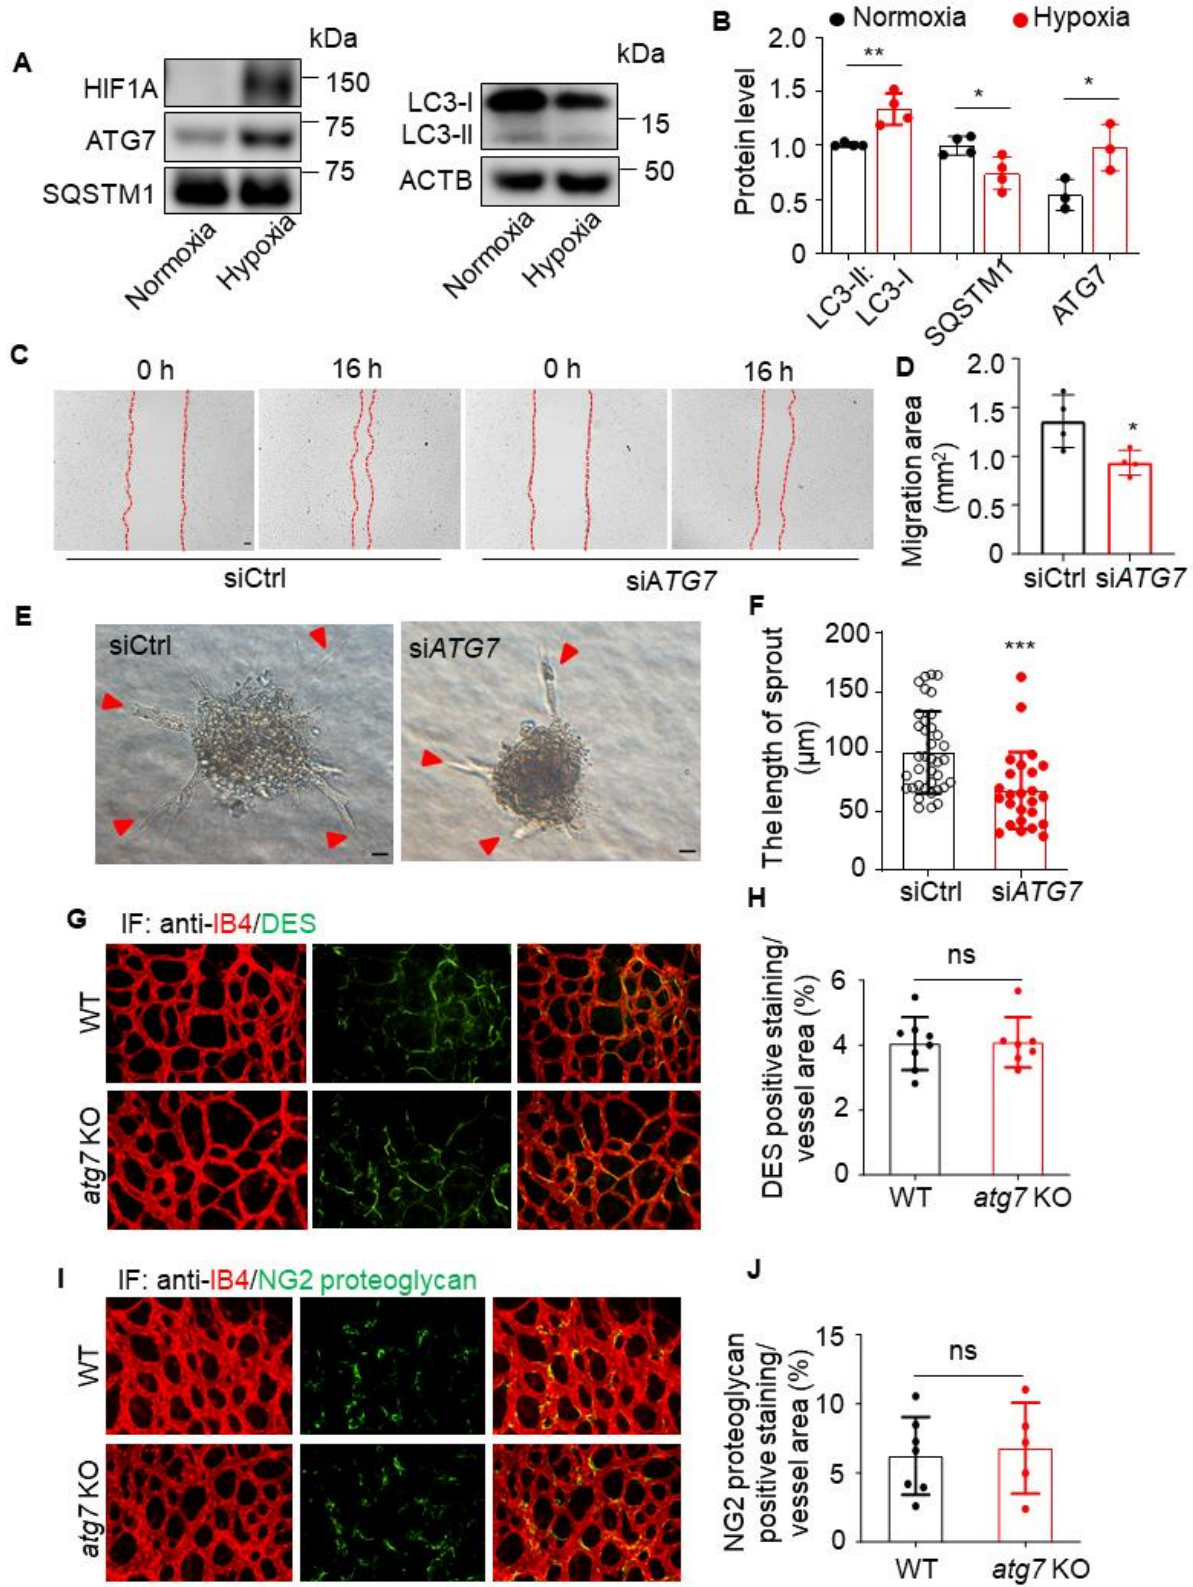 A
kDa
HIF1A
150
ATG7
75
SQSTM1
75
Normoxia
Hypoxia
kDa
LC3-I
LC3-II
15
ACTB
50
Normoxia
Hypoxia
B
Normoxia
Hypoxia
Protein level
2.0
1.5
1.0
0.5
0
**
*
*
LC3-II:
LC3-I
SQSTM1
ATG7
C
0 h
16 h
0 h
16 h
siCtrl
siATG7
D
Migration area
(mm²)
2.0
1.5
1.0
0.5
0
*
siCtrl
siATG7
E
siCtrl
siATG7
F
The length of sprout
(μm)
200
150
100
50
0
***
siCtrl
siATG7
G
IF: anti-IB4/DES
WT
atg7 KO
H
DES positive staining/
vessel area (%)
6
4
2
0
ns
WT
atg7 KO
I
IF: anti-IB4/NG2 proteoglycan
WT
atg7 KO
J
NG2 proteoglycan
positive staining/
vessel area (%)
15
10
5
0
ns
WT
atg7 KO